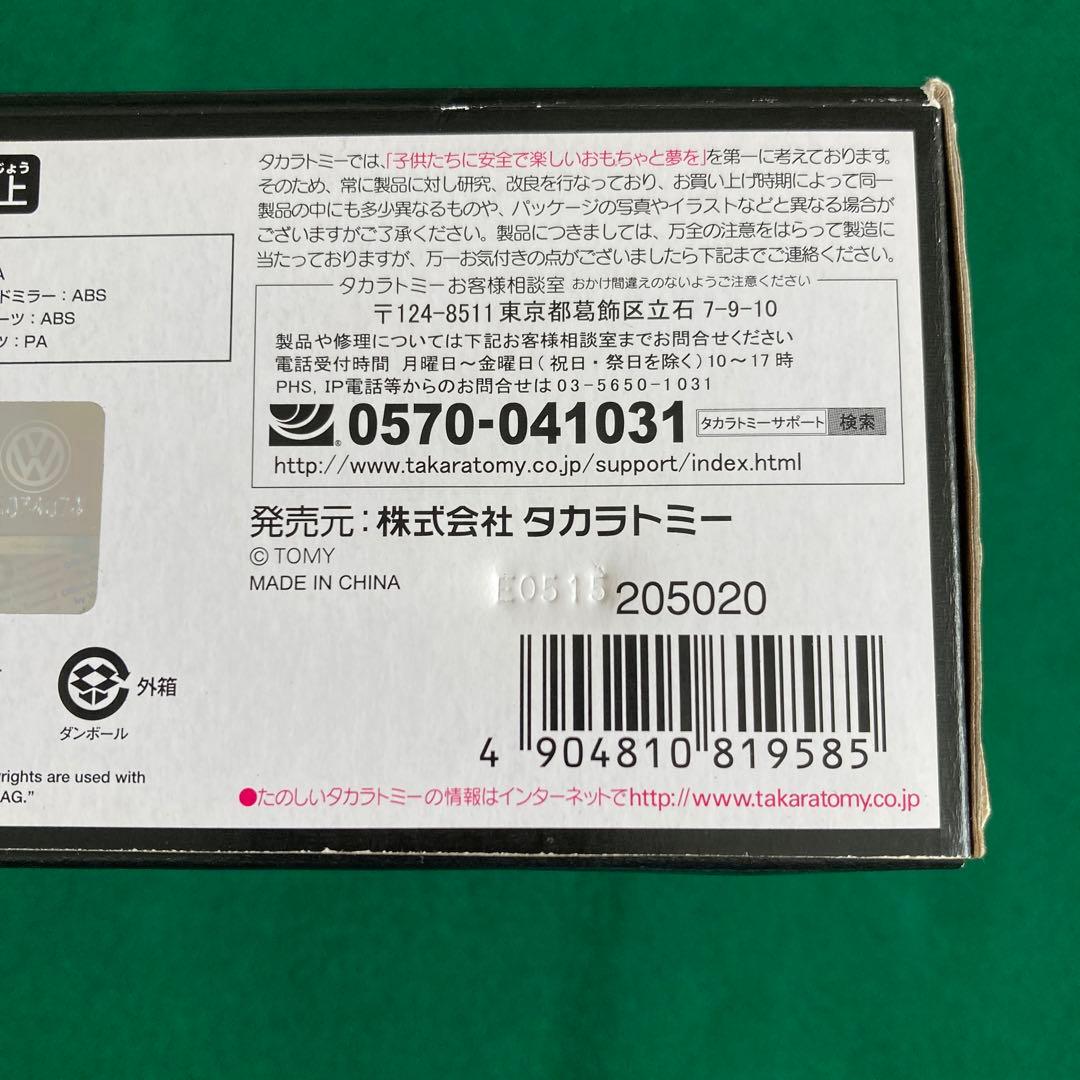 じょう
上
A
ドミラー：ABS
ーツ：ABS
ツ：PA
タカラトミーでは、「子供たちに安全で楽しいおもちゃと夢を」を第一に考えております。
そのため、常に製品に対し研究、改良を行なっており、お買い上げ時期によって同一
製品の中にも多少異なるものや、パッケージの写真やイラストなどと異なる場合が
ございますがご了承ください。製品につきましては、万全の注意をはらって製造に
当たっておりますが、万一お気付きの点がございましたら下記までご連絡ください。
タカラトミーお客様相談室 おかけ間違えのないようご注意ください
〒124-8511 東京都葛飾区立石 7-9-10
製品や修理については下記お客様相談室までお問合せください
電話受付時間 月曜日〜金曜日（祝日・祭日を除く）10〜17時
PHS, IP電話等からのお問合せは 03-5650-1031
0570-041031 タカラトミーサポート 検索
http://www.takaratomy.co.jp/support/index.html
発売元：株式会社 タカラトミー
© TOMY
MADE IN CHINA
E0515 205020
外箱
ダンボール
4 904810 819585
rights are used with
AG.”
●たのしいタカラトミーの情報はインターネットでhttp://www.takaratomy.co.jp